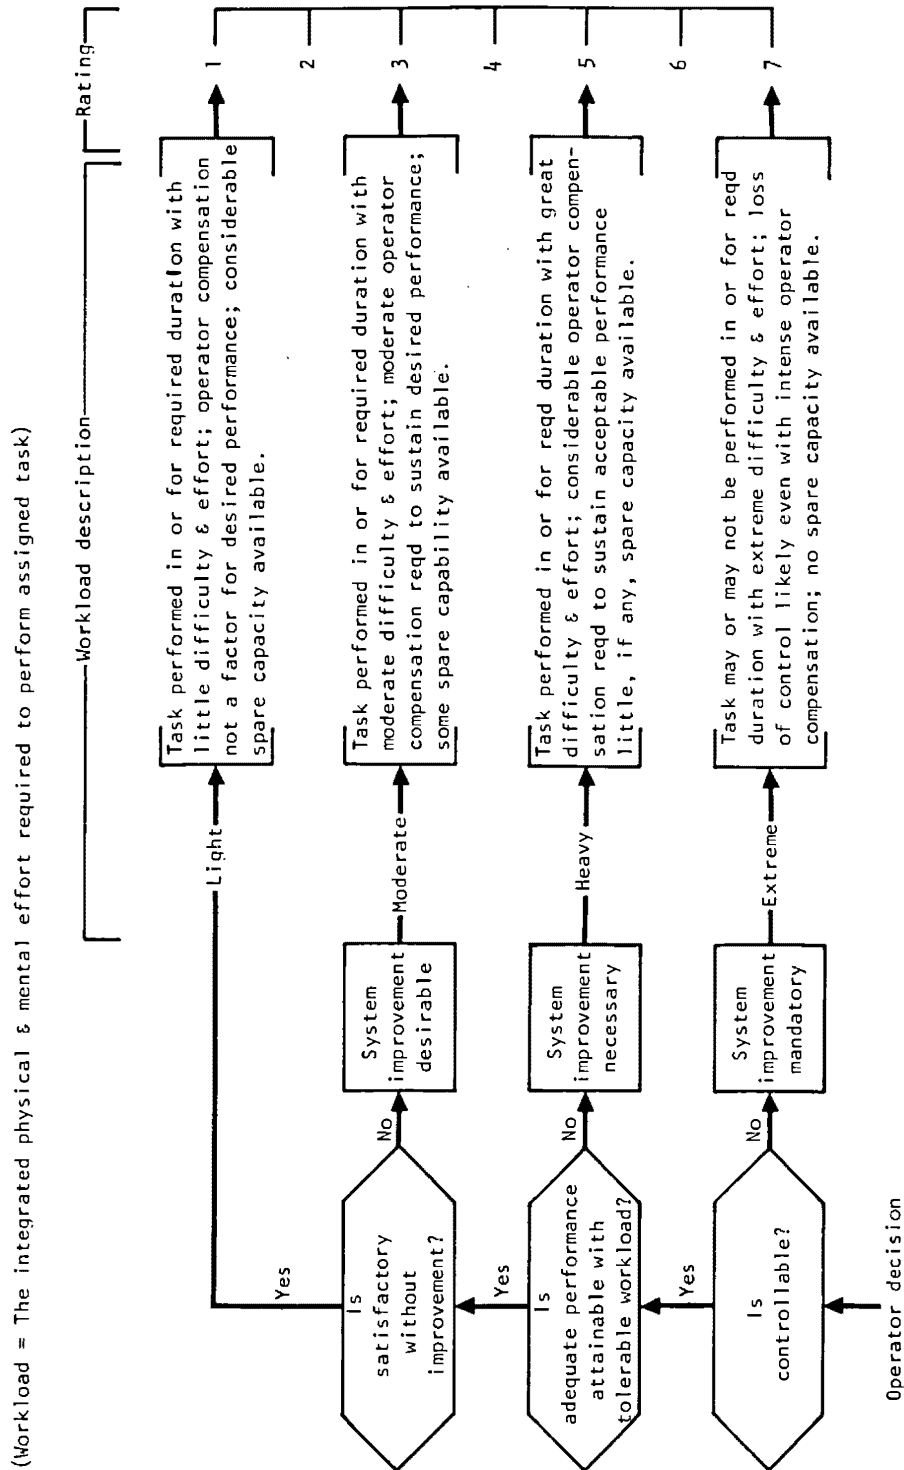 (Workload = The integrated physical & mental effort required to perform assigned task)
Workload description
Rating
Light
Task performed in or for required duration with
little difficulty & effort; operator compensation
not a factor for desired performance; considerable
spare capacity available.
1
2
Is
satisfactory
without
improvement?
Yes
No
System
improvement
desirable
Moderate
Task performed in or for required duration with
moderate difficulty & effort; moderate operator
compensation reqd to sustain desired performance;
some spare capability available.
3
4
Is
adequate performance
attainable with
tolerable workload?
Yes
No
System
improvement
necessary
Heavy
Task performed in or for reqd duration with great
difficulty & effort; considerable operator compen-
sation reqd to sustain acceptable performance
little, if any, spare capacity available.
5
6
Is
controllable?
Yes
No
System
improvement
mandatory
Extreme
Task may or may not be performed in or for reqd
duration with extreme difficulty & effort; loss
of control likely even with intense operator
compensation; no spare capacity available.
7
Operator decision